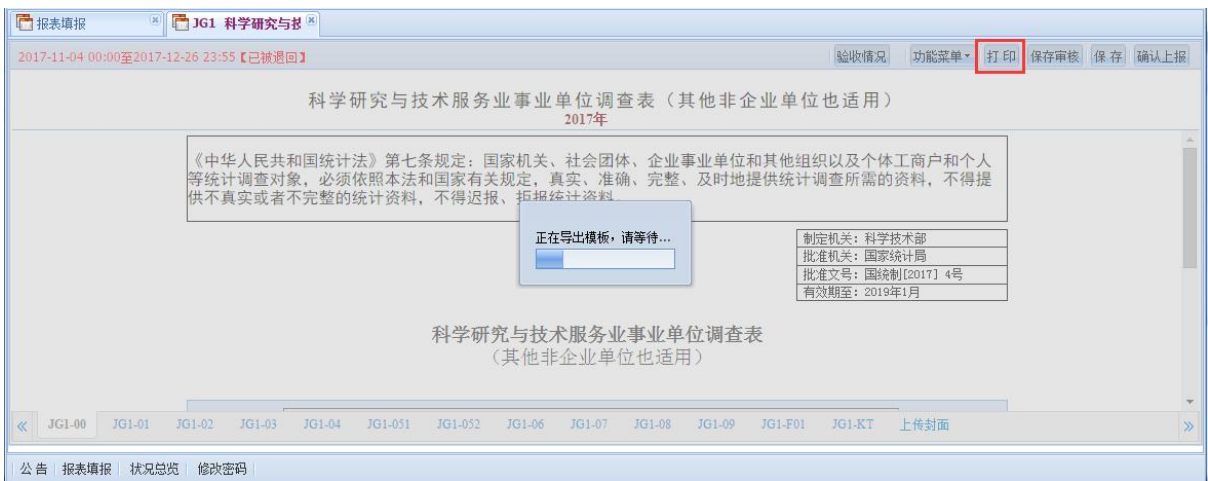 报表填报
JG1 科学研究与技
2017-11-04 00:00至2017-12-26 23:55【已被退回】
验收情况 功能菜单 打印 保存审核 保存 确认上报
科学研究与技术服务业事业单位调查表（其他非企业单位也适用）
2017年
《中华人民共和国统计法》第七条规定：国家机关、社会团体、企业事业单位和其他组织以及个体工商户和个人
等统计调查对象，必须依照本法和国家有关规定，真实、准确、完整、及时地提供统计调查所需的资料，不得提
供不真实或者不完整的统计资料，不得迟报、拒报统计资料。
正在导出模板，请等待...
制定机关：科学技术部
批准机关：国家统计局
批准文号：国统制[2017] 4号
有效期至：2019年1月
科学研究与技术服务业事业单位调查表
（其他非企业单位也适用）
JG1-00 JG1-01 JG1-02 JG1-03 JG1-04 JG1-051 JG1-052 JG1-06 JG1-07 JG1-08 JG1-09 JG1-F01 JG1-KT 上传封面
公告 报表填报 状况总览 修改密码